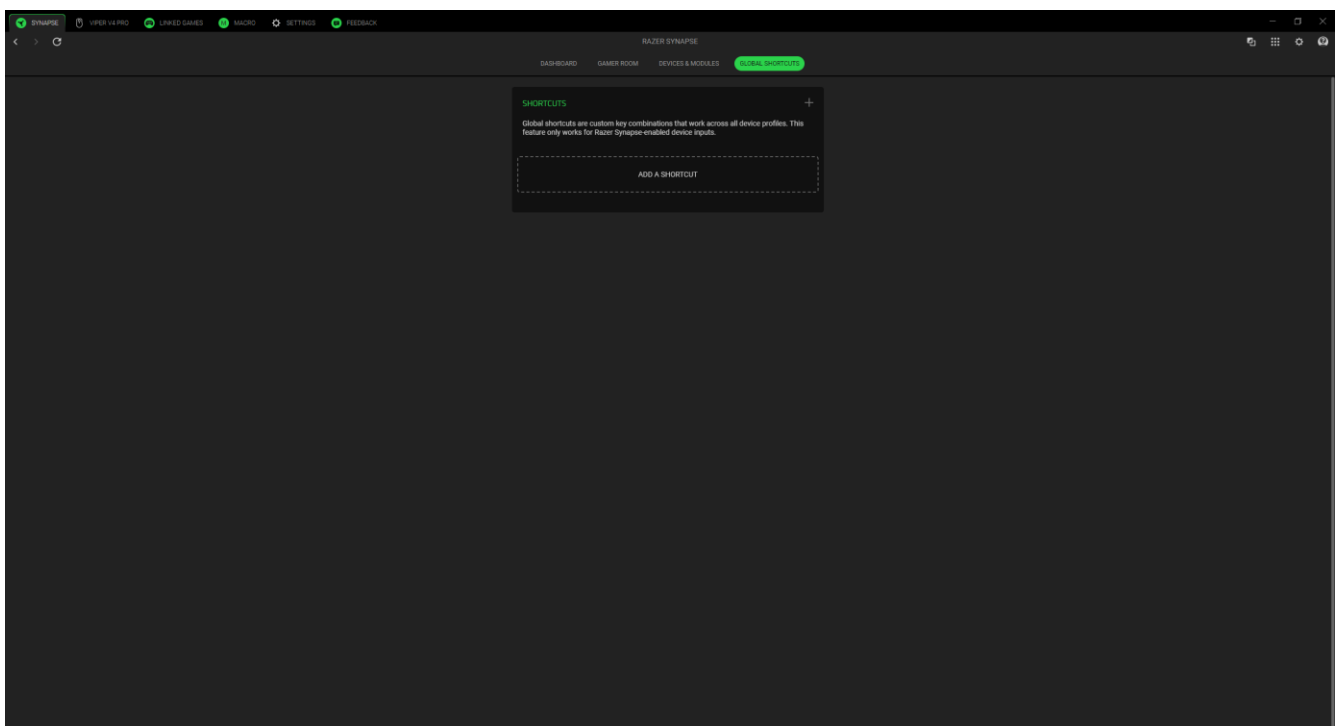 SYNAPSE VIPER V4 PRO LINKED GAMES MACRO SETTINGS FEEDBACK
RAZER SYNAPSE
DASHBOARD GAMER ROOM DEVICES & MODULES GLOBAL SHORTCUTS
SHORTCUTS
Global shortcuts are custom key combinations that work across all device profiles. This
feature only works for Razer Synapse-enabled device inputs.
ADD A SHORTCUT